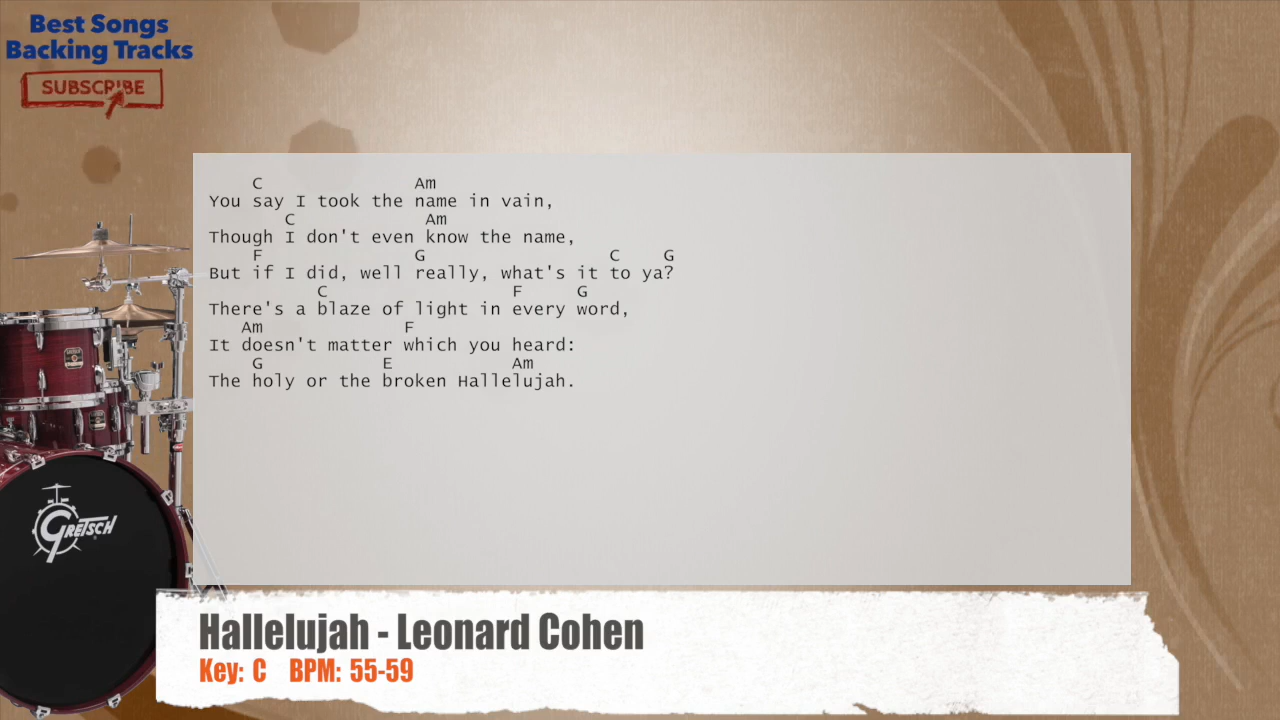 Best Songs
Backing Tracks
SUBSCRIBE
    C              Am
You say I took the name in vain,
       C            Am
Though I don't even know the name,
    F              G                 C    G
But if I did, well really, what's it to ya?
          C                 F     G
There's a blaze of light in every word,
   Am             F
It doesn't matter which you heard:
    G           E           Am
The holy or the broken Hallelujah.
GRETSCH
Hallelujah - Leonard Cohen
Key: C   BPM: 55-59